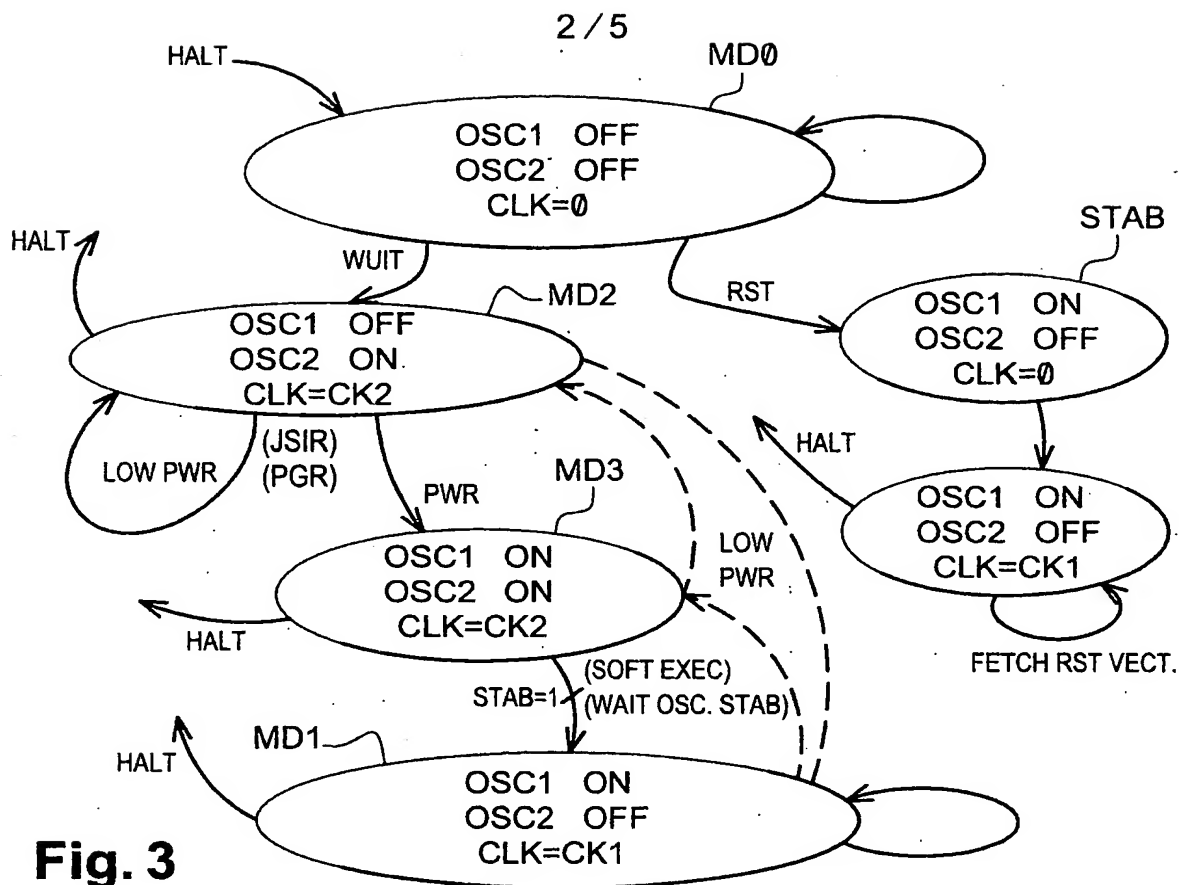 2/5
HALT
MD0
OSC1 OFF
OSC2 OFF
CLK=0
HALT
WUIT
RST
STAB
MD2
OSC1 OFF
OSC2 ON
CLK=CK2
OSC1 ON
OSC2 OFF
CLK=0
LOW PWR
(JSIR)
(PGR)
PWR
MD3
HALT
OSC1 ON
OSC2 ON
CLK=CK2
LOW
PWR
OSC1 ON
OSC2 OFF
CLK=CK1
HALT
FETCH RST VECT.
STAB=1
(SOFT EXEC)
(WAIT OSC. STAB)
MD1
HALT
OSC1 ON
OSC2 OFF
CLK=CK1
Fig. 3